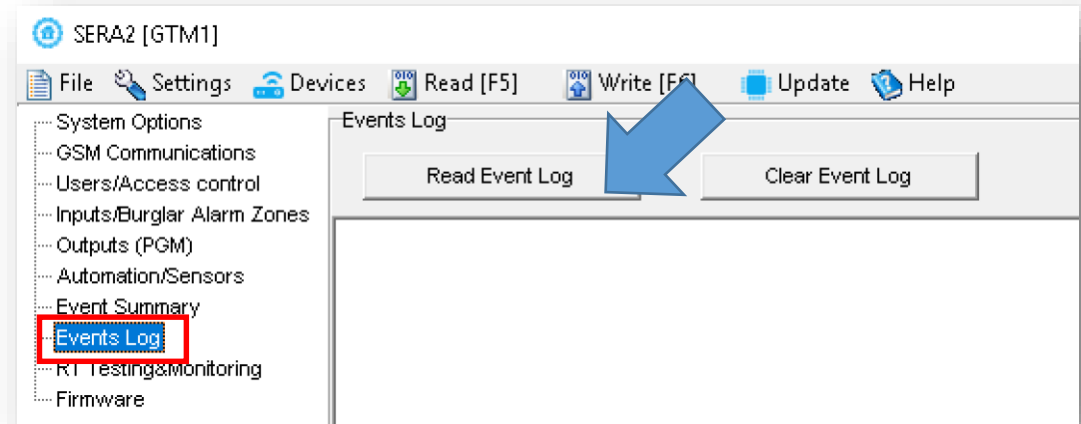 SERA2 [GTM1]
File Settings Devices Read [F5] Write [F6] Update Help
System Options
GSM Communications
Users/Access control
Inputs/Burglar Alarm Zones
Outputs (PGM)
Automation/Sensors
Event Summary
Events Log
RT Testing&Monitoring
Firmware
Events Log
Read Event Log Clear Event Log